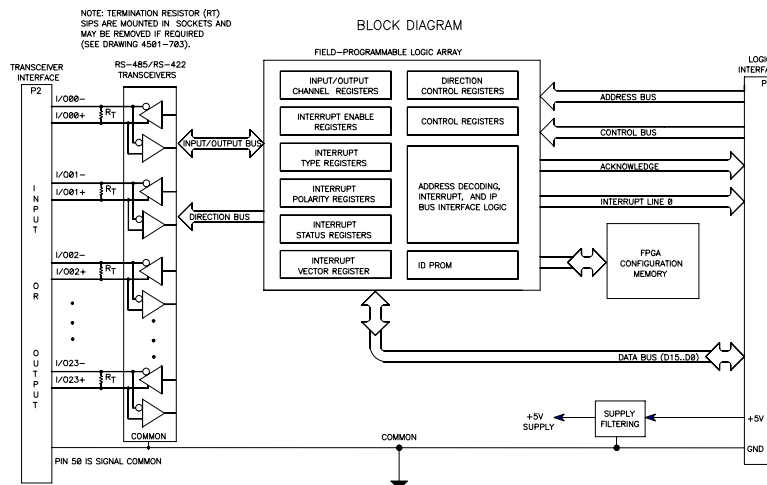 NOTE: TERMINATION RESISTOR (RT)
SIPS ARE MOUNTED IN SOCKETS AND
MAY BE REMOVED IF REQUIRED
(SEE DRAWING 4501-703).
BLOCK DIAGRAM
TRANSCEIVER
INTERFACE
P2
RS-485/RS-422
TRANSCEIVERS
FIELD-PROGRAMMABLE LOGIC ARRAY
LOGIC
INTERFA
P
I/O00-
I/O00+
RT
I/O01-
I/O01+
RT
I/O02-
I/O02+
RT
I/O23-
I/O23+
RT
INPUT
OR
OUTPUT
COMMON
PIN 50 IS SIGNAL COMMON
INPUT/OUTPUT BUS
DIRECTION BUS
INPUT/OUTPUT
CHANNEL REGISTERS
INTERRUPT ENABLE
REGISTERS
INTERRUPT
TYPE REGISTERS
INTERRUPT
POLARITY REGISTERS
INTERRUPT
STATUS REGISTERS
INTERRUPT
VECTOR REGISTER
DIRECTION
CONTROL REGISTERS
CONTROL REGISTERS
ADDRESS DECODING,
INTERRUPT, AND IP
BUS INTERFACE LOGIC
ID PROM
ADDRESS BUS
CONTROL BUS
ACKNOWLEDGE
INTERRUPT LINE 0
FPGA
CONFIGURATION
MEMORY
DATA BUS (D15..D0)
+5V
SUPPLY
SUPPLY
FILTERING
+5V
COMMON
GND